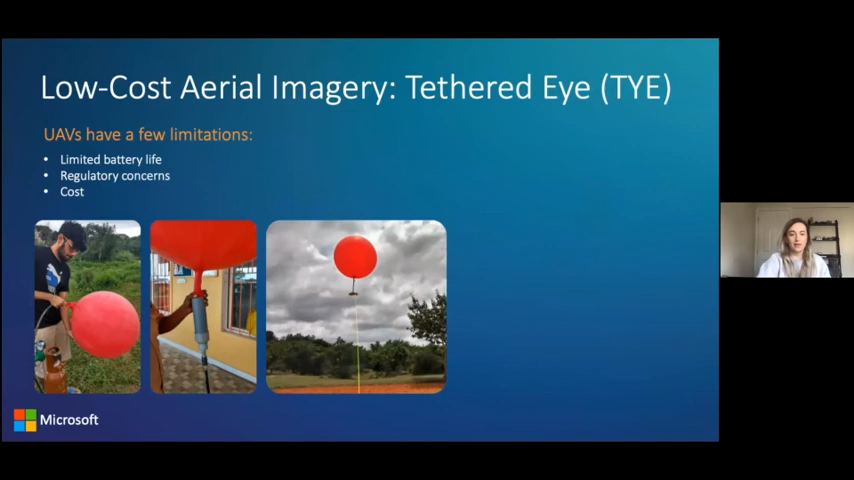 Low-Cost Aerial Imagery: Tethered Eye (TYE)
UAVs have a few limitations:
• Limited battery life
• Regulatory concerns
• Cost
Microsoft